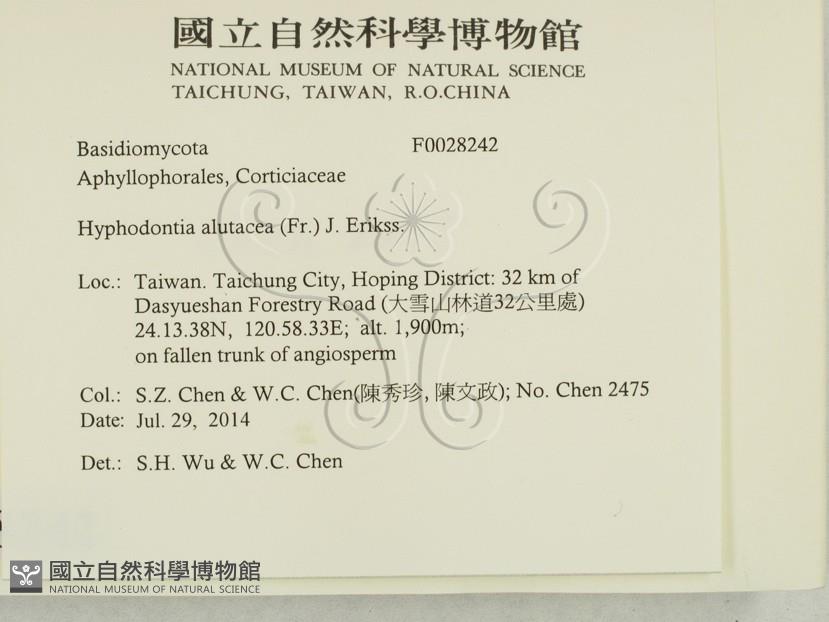 國立自然科學博物館
NATIONAL MUSEUM OF NATURAL SCIENCE
TAICHUNG, TAIWAN, R.O.CHINA
Basidiomycota F0028242
Aphyllophorales, Corticiaceae
Hyphodontia alutacea (Fr.) J. Erikss.
Loc.: Taiwan. Taichung City, Hoping District: 32 km of
Dasyueshan Forestry Road (大雪山林道32公里處)
24.13.38N, 120.58.33E; alt. 1,900m;
on fallen trunk of angiosperm
Col.: S.Z. Chen & W.C. Chen(陳秀珍, 陳文政); No. Chen 2475
Date: Jul. 29, 2014
Det.: S.H. Wu & W.C. Chen
國立自然科學博物館
NATIONAL MUSEUM OF NATURAL SCIENCE